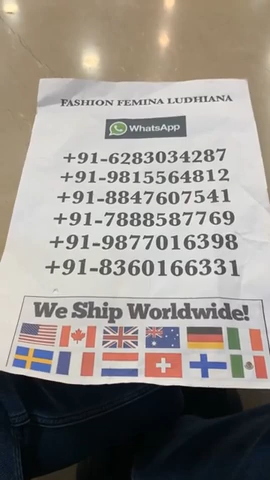 FASHION FEMINA LUDHIANA
WhatsApp
+91-6283034287
+91-9815564812
+91-8847607541
+91-7888587769
+91-9877016398
+91-8360166331
We Ship Worldwide!